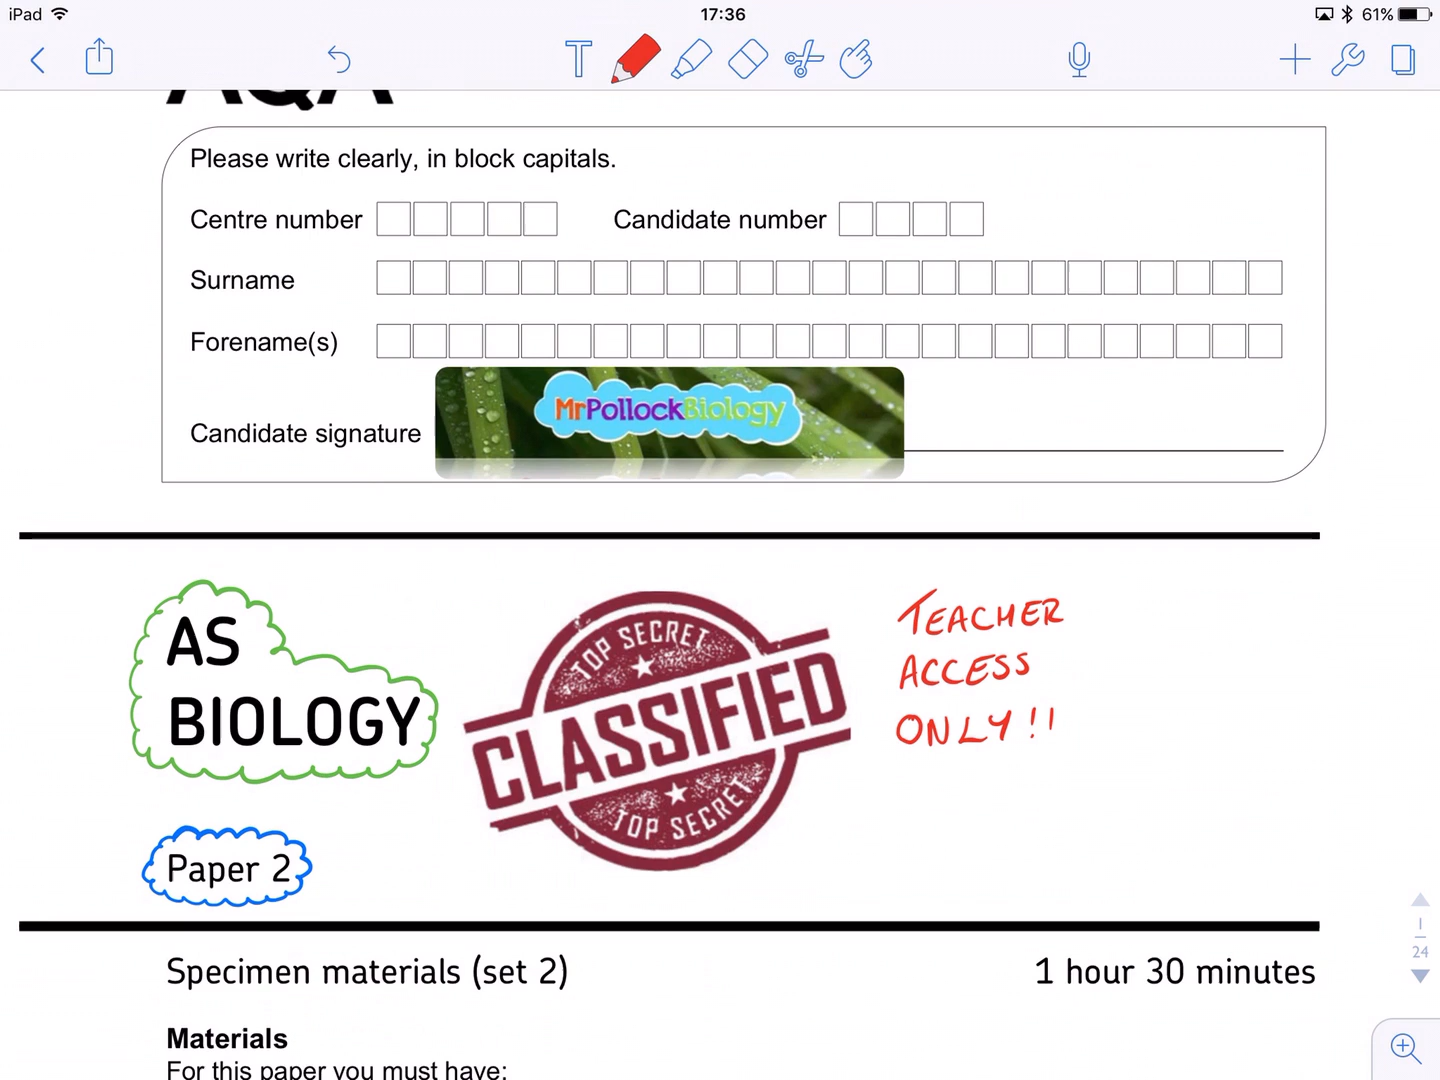 iPad 17:36 61%
T
AQA
Please write clearly, in block capitals.
Centre number Candidate number
Surname
Forename(s)
MrPollockBiology
Candidate signature
AS
BIOLOGY
TOP SECRET
CLASSIFIED
TOP SECRET
TEACHER
ACCESS
ONLY!!
Paper 2
1
24
Specimen materials (set 2) 1 hour 30 minutes
Materials
For this paper you must have: